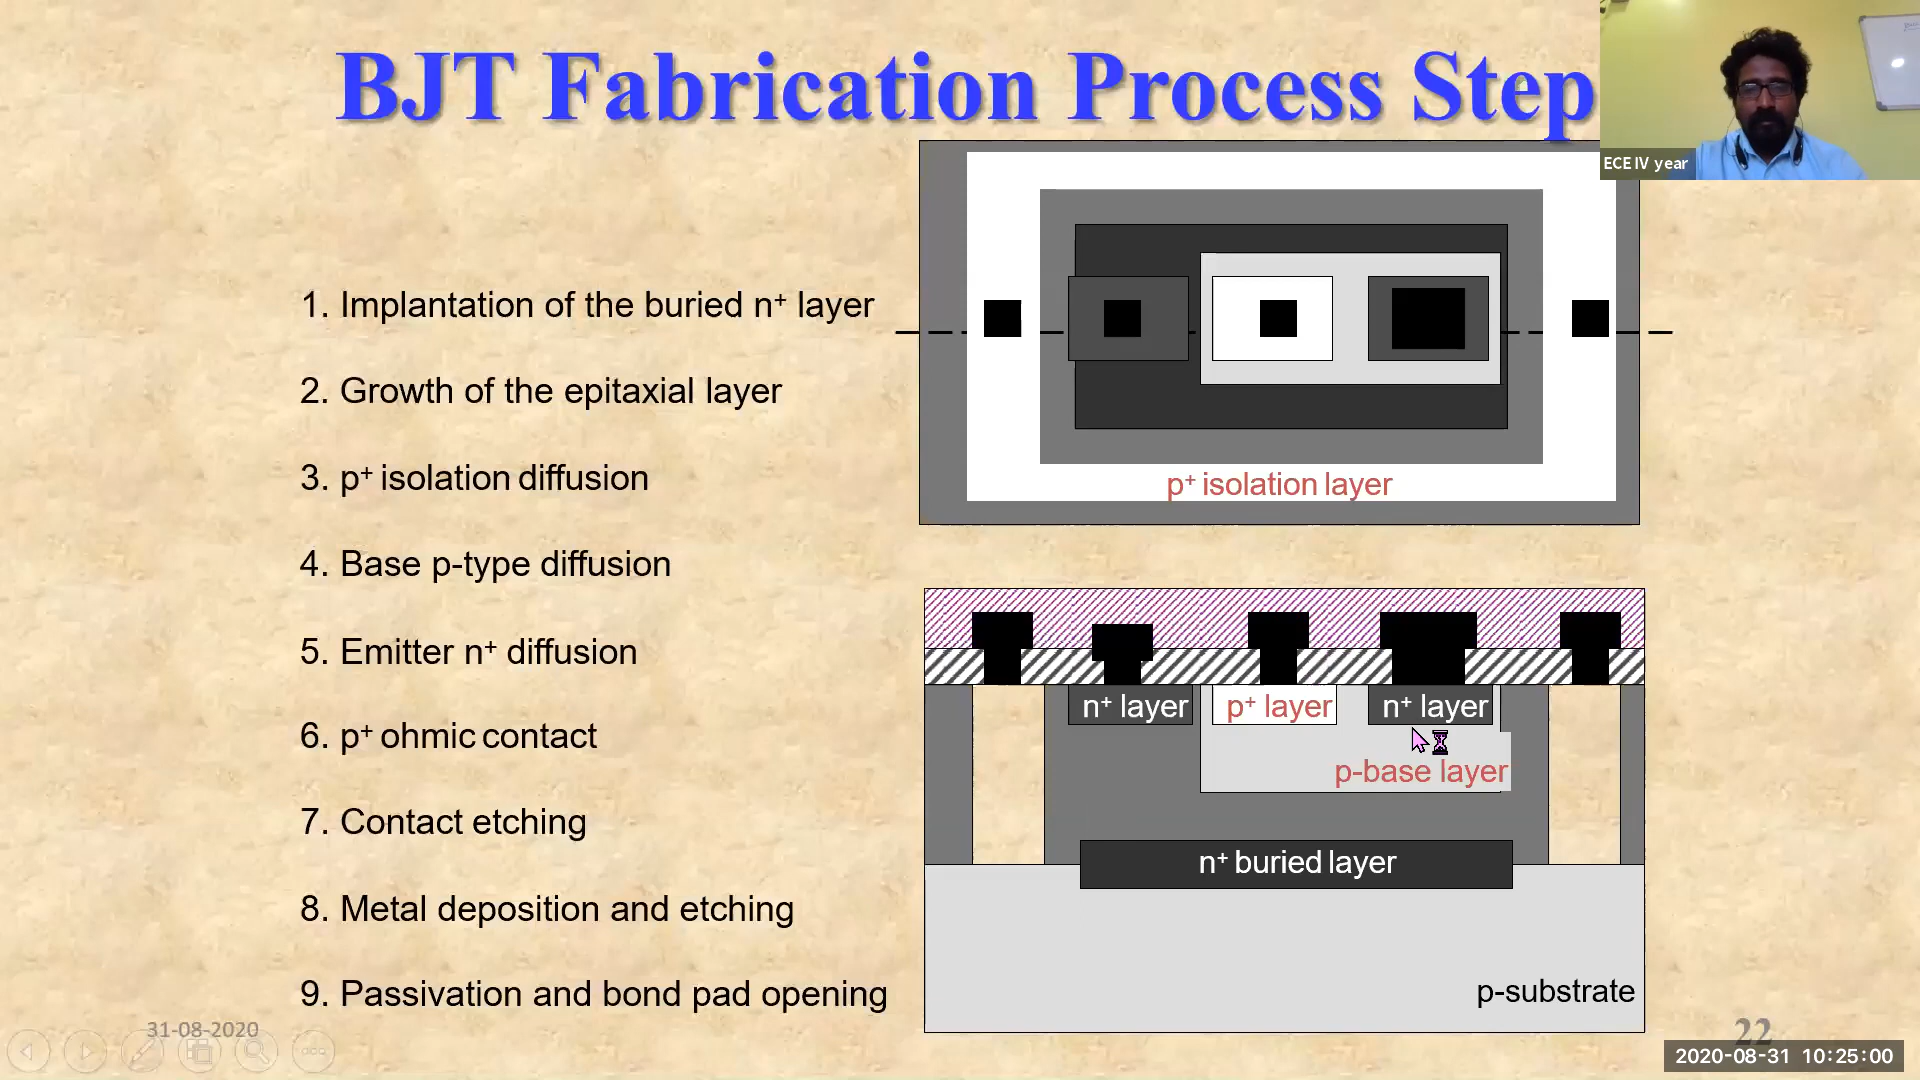 BJT Fabrication Process Step
ECE IV year
1. Implantation of the buried n⁺ layer
2. Growth of the epitaxial layer
3. p⁺ isolation diffusion
4. Base p-type diffusion
5. Emitter n⁺ diffusion
6. p⁺ ohmic contact
7. Contact etching
8. Metal deposition and etching
9. Passivation and bond pad opening
p⁺ isolation layer
n⁺ layer
p⁺ layer
n⁺ layer
p-base layer
n⁺ buried layer
p-substrate
31-08-2020
22
2020-08-31 10:25:00